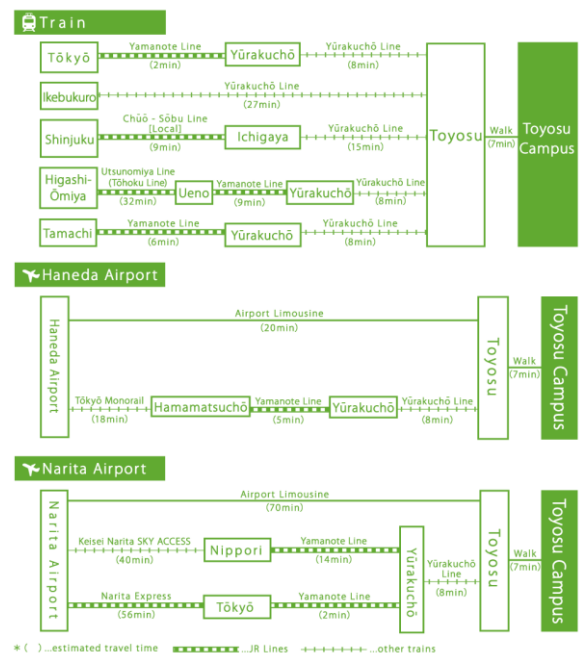 Train
Tōkyō
Yamanote Line
(2min)
Yūrakuchō
Yūrakuchō Line
(8min)
Ikebukuro
Yūrakuchō Line
(27min)
Shinjuku
Chūō - Sōbu Line
[Local]
(9min)
Ichigaya
Yūrakuchō Line
(15min)
Higashi-
Ōmiya
Utsunomiya Line
(Tōhoku Line)
(32min)
Ueno
Yamanote Line
(9min)
Yūrakuchō
Yūrakuchō Line
(8min)
Tamachi
Yamanote Line
(6min)
Yūrakuchō
Yūrakuchō Line
(8min)
Toyosu
Walk
(7min)
Toyosu
Campus
Haneda Airport
Haneda Airport
Airport Limousine
(20min)
Tōkyō Monorail
(18min)
Hamamatsuchō
Yamanote Line
(5min)
Yūrakuchō
Yūrakuchō Line
(8min)
Toyosu
Walk
(7min)
Toyosu Campus
Narita Airport
Narita Airport
Airport Limousine
(70min)
Keisei Narita SKY ACCESS
(40min)
Nippori
Yamanote Line
(14min)
Narita Express
(56min)
Tōkyō
Yamanote Line
(2min)
Yūrakuchō
Yūrakuchō
Line
(8min)
Toyosu
Walk
(7min)
Toyosu Campus
* ( ) ...estimated travel time ...JR Lines ...other trains